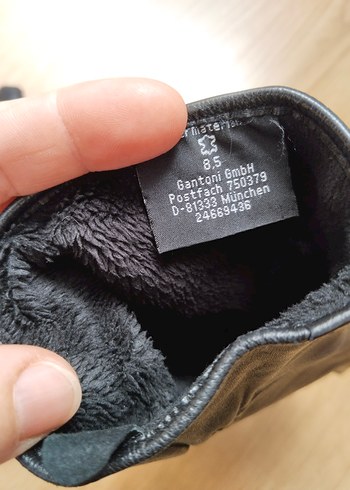 8,5
Gantoni GmbH
Postfach 750379
D-81333 München
24669436